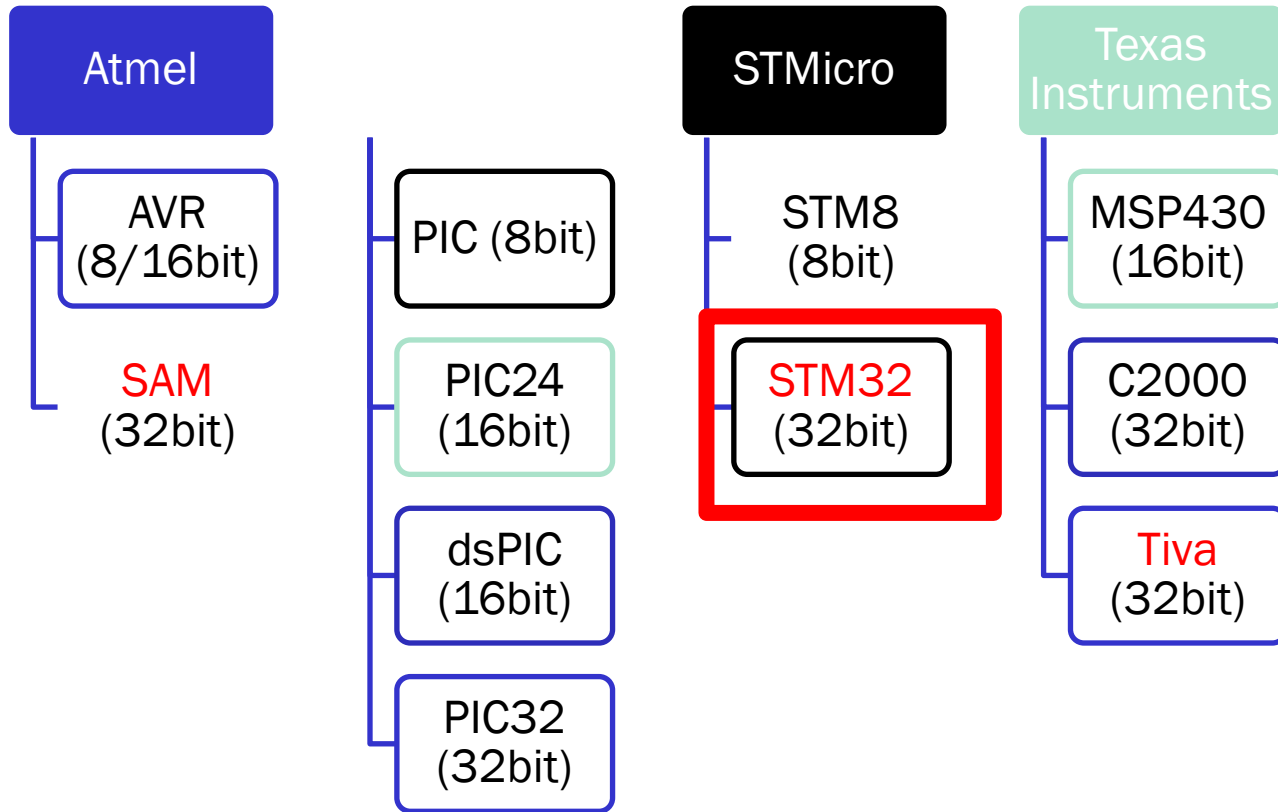 Atmel
AVR
(8/16bit)
SAM
(32bit)
PIC (8bit)
PIC24
(16bit)
dsPIC
(16bit)
PIC32
(32bit)
STMicro
STM8
(8bit)
STM32
(32bit)
Texas
Instruments
MSP430
(16bit)
C2000
(32bit)
Tiva
(32bit)